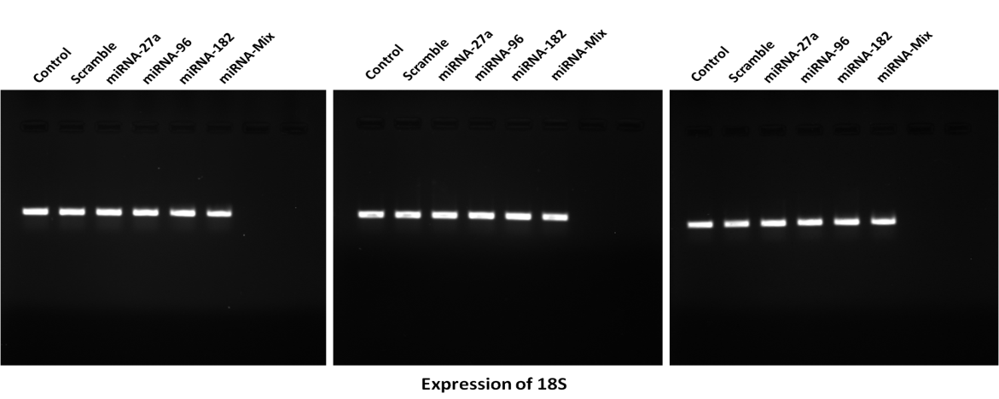 Control
Scramble
miRNA-27a
miRNA-96
miRNA-182
miRNA-Mix
Control
Scramble
miRNA-27a
miRNA-96
miRNA-182
miRNA-Mix
Control
Scramble
miRNA-27a
miRNA-96
miRNA-182
miRNA-Mix
Expression of 18S